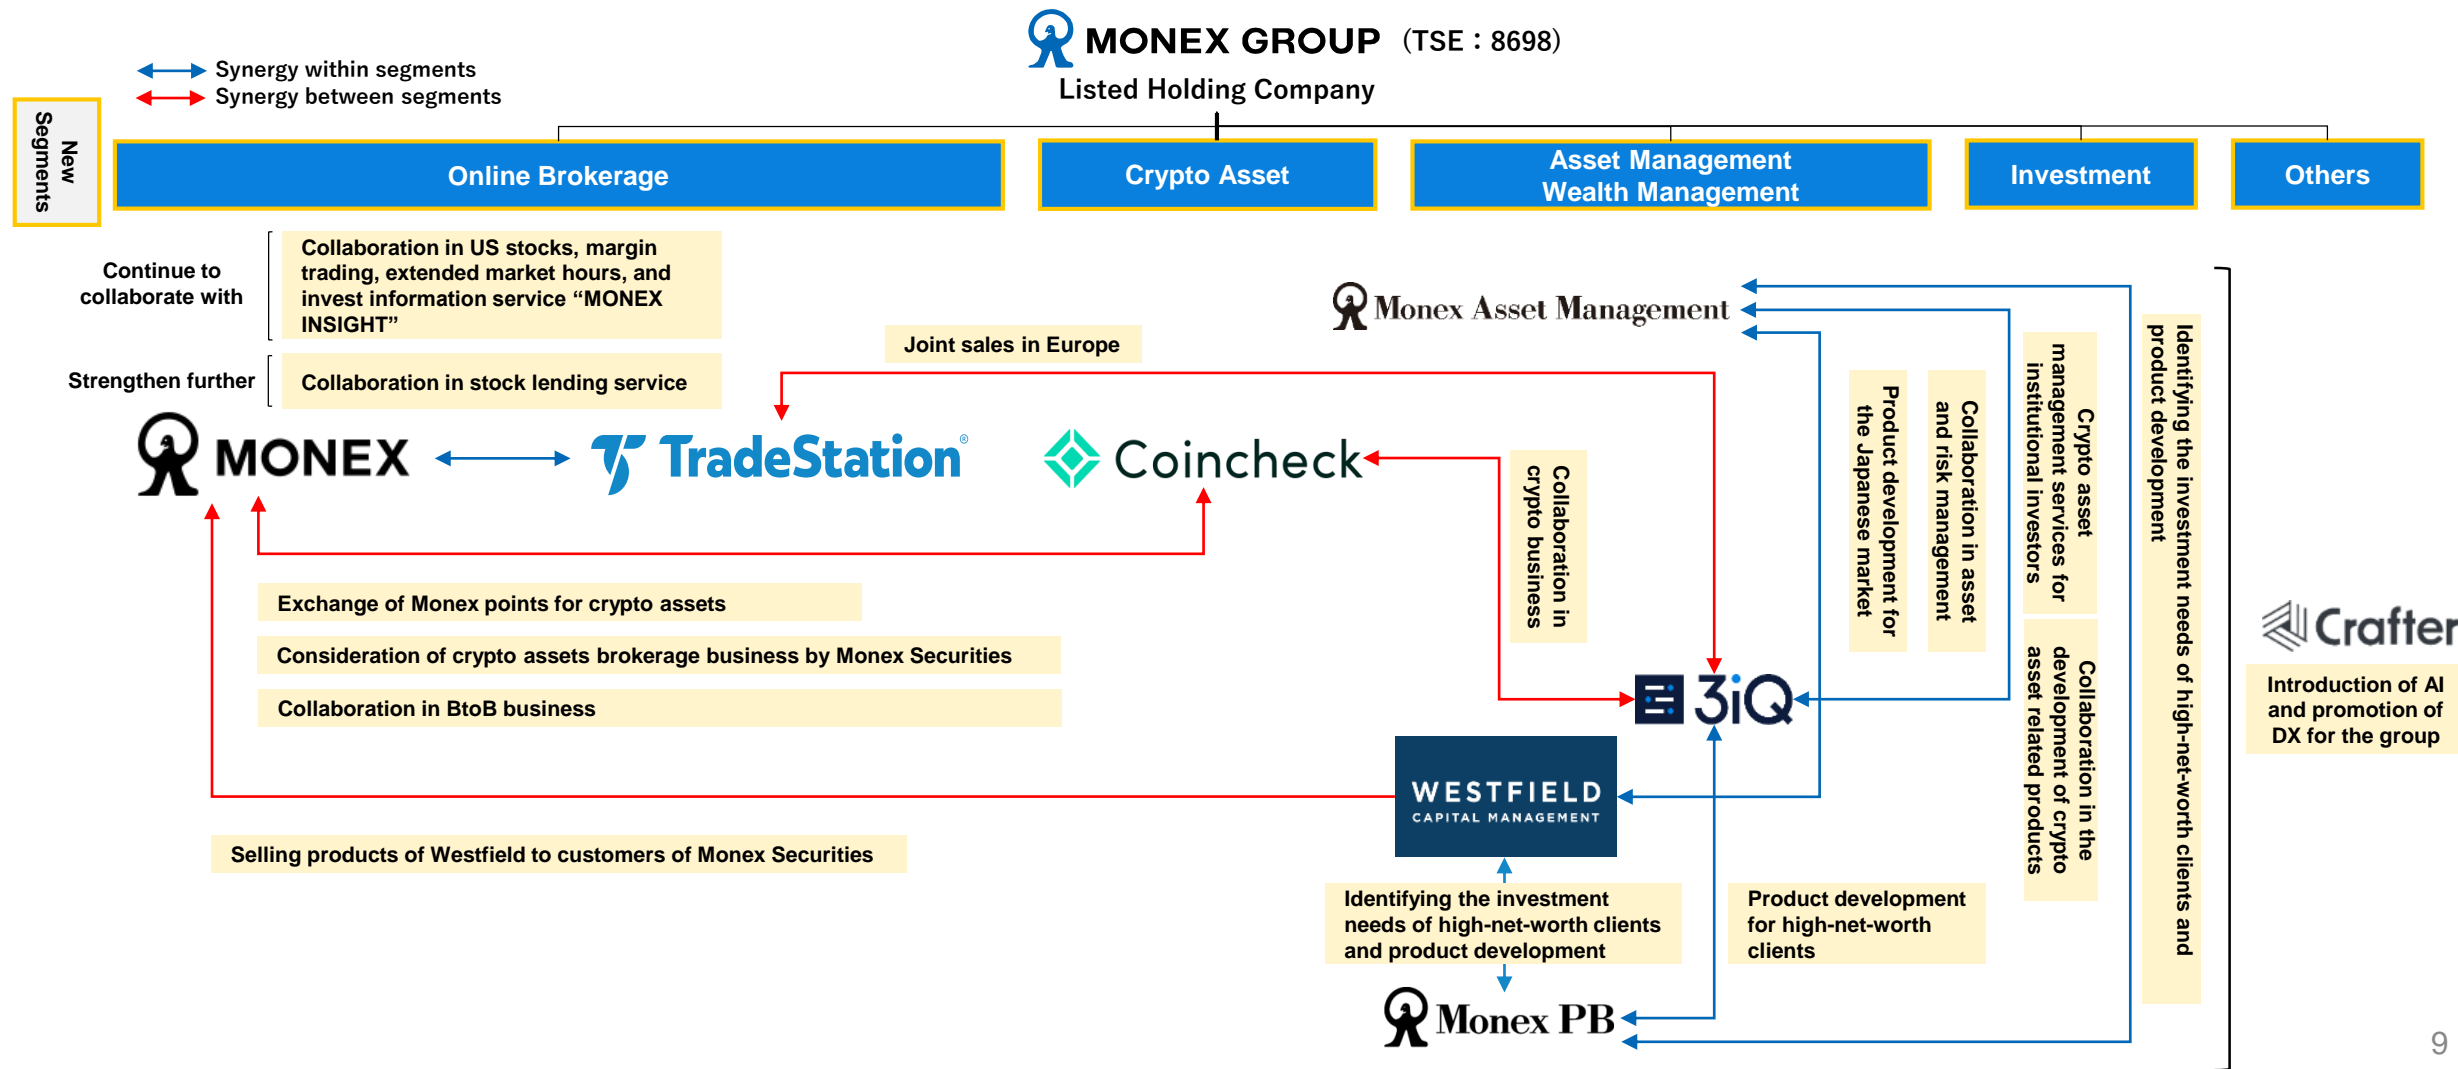 MONEX GROUP (TSE：8698)
Listed Holding Company
Synergy within segments
Synergy between segments
New
Segments
Online Brokerage
Crypto Asset
Asset Management
Wealth Management
Investment
Others
Continue to
collaborate with
Collaboration in US stocks, margin
trading, extended market hours, and
invest information service “MONEX
INSIGHT”
Strengthen further
Collaboration in stock lending service
Joint sales in Europe
Monex Asset Management
MONEX
TradeStation®
Coincheck
Collaboration in
crypto business
Product development for
the Japanese market
Collaboration in asset
and risk management
Crypto asset
management services for
institutional investors
Collaboration in the
development of crypto
asset related products
Identifying the investment needs of high-net-worth clients and
product development
Exchange of Monex points for crypto assets
Consideration of crypto assets brokerage business by Monex Securities
Collaboration in BtoB business
3iQ
Crafter
Introduction of AI
and promotion of
DX for the group
WESTFIELD
CAPITAL MANAGEMENT
Selling products of Westfield to customers of Monex Securities
Identifying the investment
needs of high-net-worth clients
and product development
Product development
for high-net-worth
clients
Monex PB
9